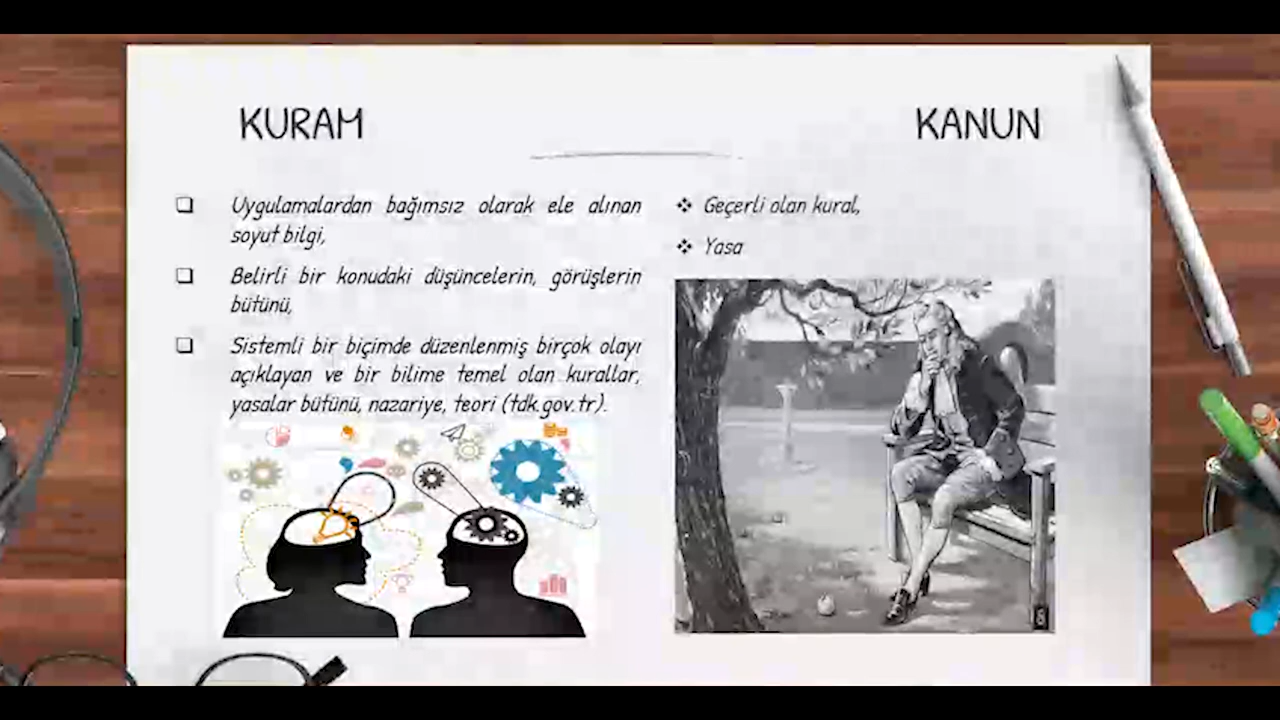 KURAM
KANUN
Uygulamalardan bağımsız olarak ele alınan
soyut bilgi,
Belirli bir konudaki düşüncelerin, görüşlerin
bütünü,
Sistemli bir biçimde düzenlenmiş birçok olayı
açıklayan ve bir bilime temel olan kurallar,
yasalar bütünü, nazariye, teori (tdk.gov.tr).
Geçerli olan kural,
Yasa